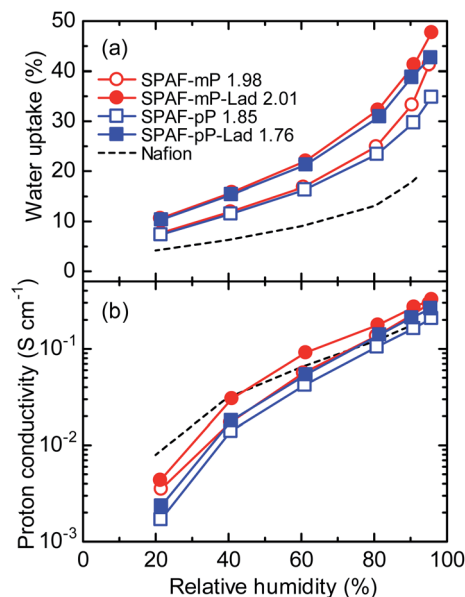 50
40
30
20
10
0
Water uptake (%)
(a)
SPAF-mP 1.98
SPAF-mP-Lad 2.01
SPAF-pP 1.85
SPAF-pP-Lad 1.76
Nafion
(b)
10⁻¹
10⁻²
10⁻³
Proton conductivity (S cm⁻¹)
0 20 40 60 80 100
Relative humidity (%)